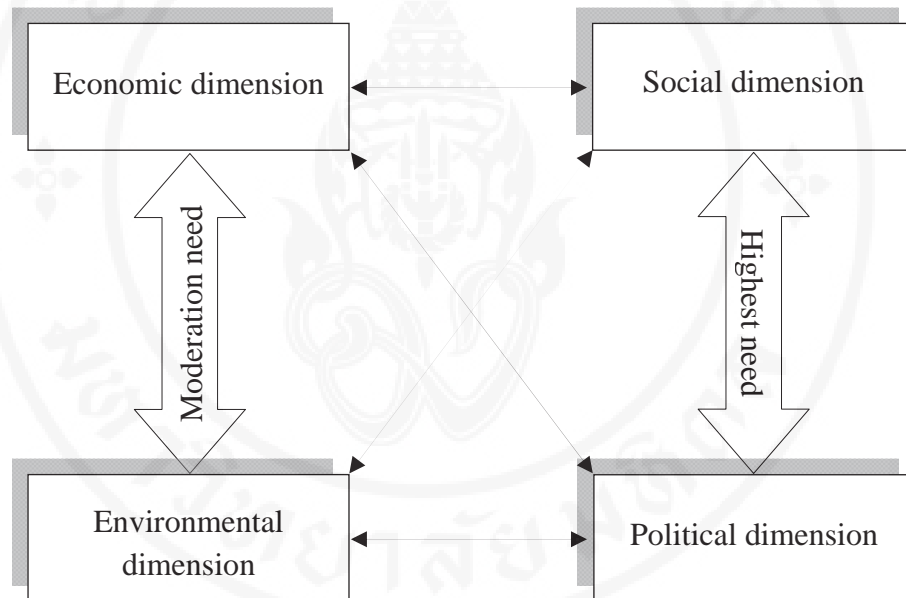 Economic dimension
Social dimension
Moderation need
Highest need
Environmental
dimension
Political dimension